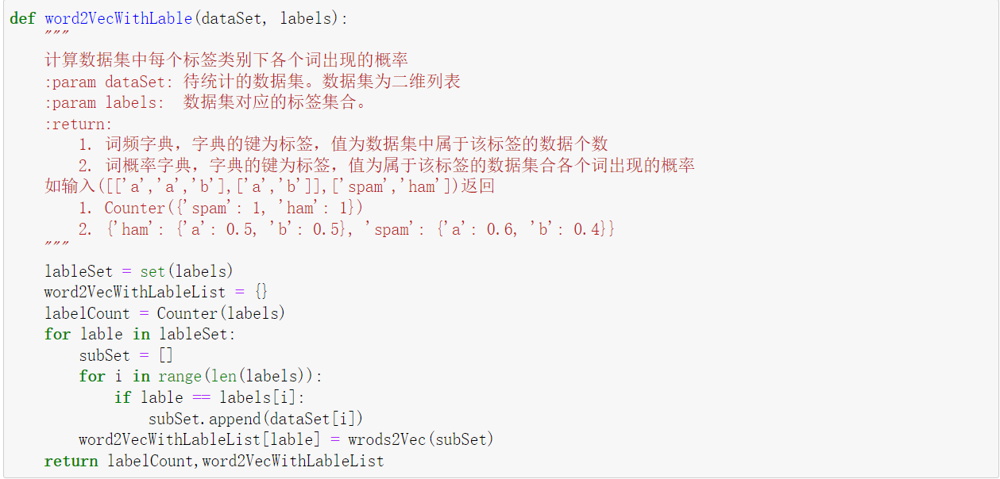 def word2VecWithLable(dataSet, labels):
    """
    计算数据集中每个标签类别下各个词出现的概率
    :param dataSet: 待统计的数据集。数据集为二维列表
    :param labels:  数据集对应的标签集合。
    :return:
        1. 词频字典，字典的键为标签，值为数据集中属于该标签的数据个数
        2. 词概率字典，字典的键为标签，值为属于该标签的数据集合各个词出现的概率
    如输入([['a','a','b'],['a','b']],['spam','ham'])返回
        1. Counter({'spam': 1, 'ham': 1})
        2. {'ham': {'a': 0.5, 'b': 0.5}, 'spam': {'a': 0.6, 'b': 0.4}}
    """
    lableSet = set(labels)
    word2VecWithLableList = {}
    labelCount = Counter(labels)
    for lable in lableSet:
        subSet = []
        for i in range(len(labels)):
            if lable == labels[i]:
                subSet.append(dataSet[i])
        word2VecWithLableList[lable] = wrods2Vec(subSet)
    return labelCount,word2VecWithLableList